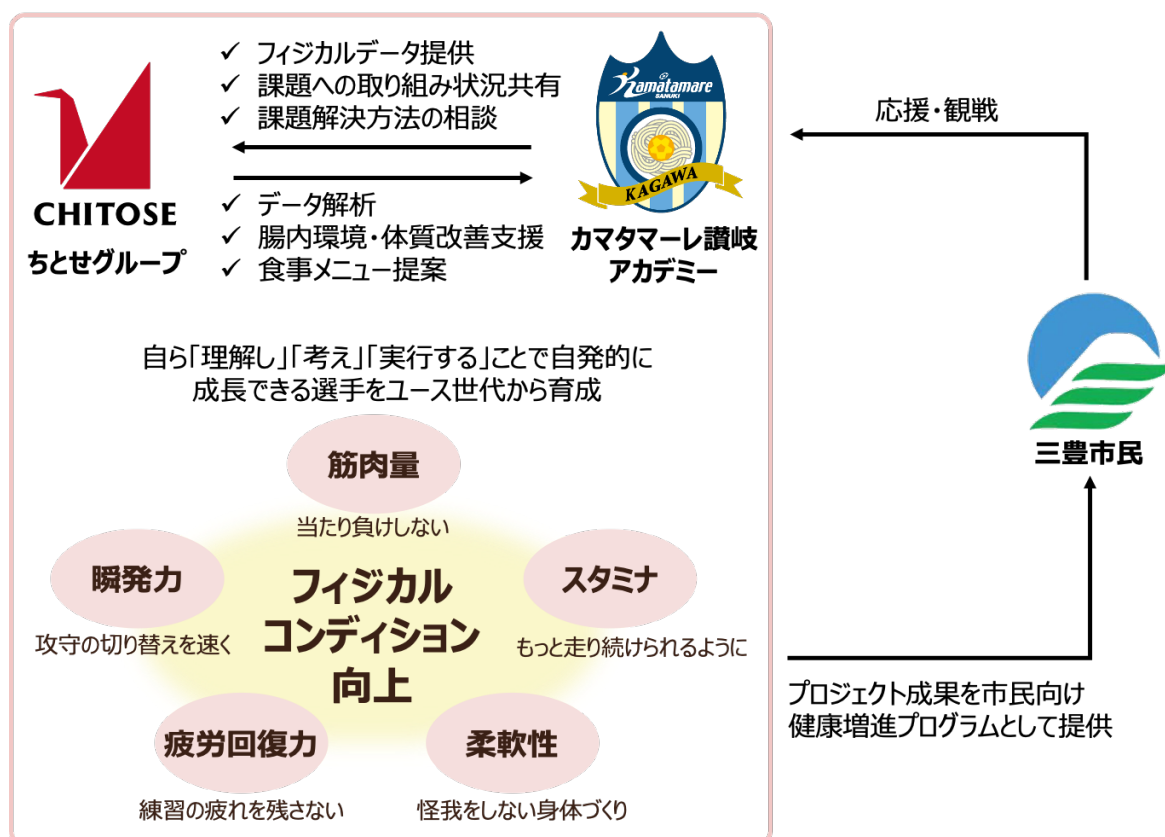 ✓ フィジカルデータ提供
✓ 課題への取り組み状況共有
✓ 課題解決方法の相談
CHITOSE
ちとせグループ
✓ データ解析
✓ 腸内環境・体質改善支援
✓ 食事メニュー提案
Kamatamare
SANUKI
KAGAWA
カマタマーレ讃岐
アカデミー
応援・観戦
三豊市民
プロジェクト成果を市民向け
健康増進プログラムとして提供
自ら「理解し」「考え」「実行する」ことで自発的に
成長できる選手をユース世代から育成
筋肉量
当たり負けしない
瞬発力
攻守の切り替えを速く
フィジカル
コンディション
向上
スタミナ
もっと走り続けられるように
疲労回復力
練習の疲れを残さない
柔軟性
怪我をしない身体づくり